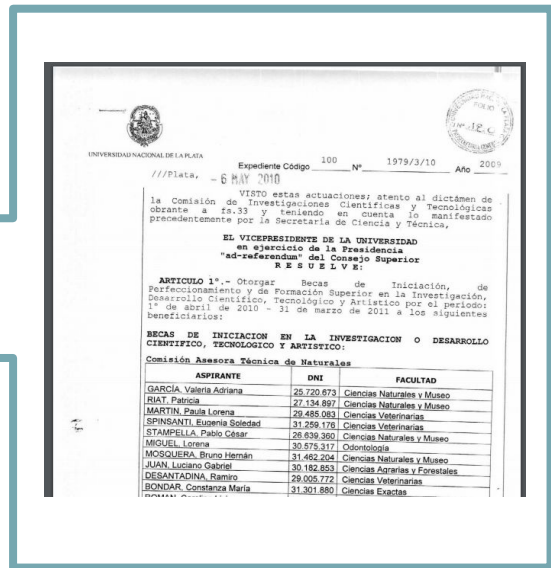 FOLIO
UNIVERSIDAD NACIONAL DE LA PLATA
Expediente Código 100 Nº 1979/3/10 Año 2009
///Plata, - 6 MAY 2010
VISTO estas actuaciones; atento al dictámen de
la Comisión de Investigaciones Científicas y Tecnológicas
obrante a fs.33 y teniendo en cuenta lo manifestado
precedentemente por la Secretaría de Ciencia y Técnica,
EL VICEPRESIDENTE DE LA UNIVERSIDAD
en ejercicio de la Presidencia
"ad-referendum" del Consejo Superior
R E S U E L V E:
ARTICULO 1º.- Otorgar Becas de Iniciación, de
Perfeccionamiento y de Formación Superior en la Investigación,
Desarrollo Científico, Tecnológico y Artístico por el período:
1º de abril de 2010 - 31 de marzo de 2011 a los siguientes
beneficiarios:
BECAS DE INICIACION EN LA INVESTIGACION O DESARROLLO
CIENTIFICO, TECNOLOGICO Y ARTISTICO:
Comisión Asesora Técnica de Naturales
ASPIRANTE DNI FACULTAD
GARCÍA, Valeria Adriana 25.720.673 Ciencias Naturales y Museo
RIAT, Patricia 27.134.897 Ciencias Naturales y Museo
MARTIN, Paula Lorena 29.485.083 Ciencias Veterinarias
SPINSANTI, Eugenia Soledad 31.259.176 Ciencias Veterinarias
STAMPELLA, Pablo César 26.639.360 Ciencias Naturales y Museo
MIGUEL, Lorena 30.575.317 Odontología
MOSQUERA, Bruno Hernán 31.462.204 Ciencias Naturales y Museo
JUAN, Luciano Gabriel 30.182.853 Ciencias Agrarias y Forestales
DESANTADINA, Ramiro 29.005.772 Ciencias Veterinarias
BONDAR, Constanza María 31.301.880 Ciencias Exactas